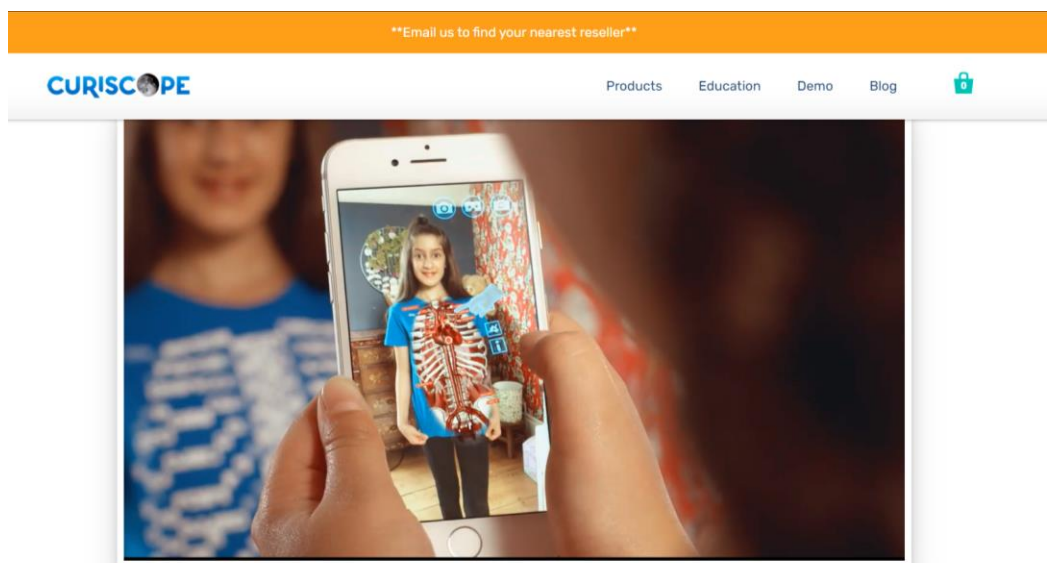 **Email us to find your nearest reseller**
CURISCOPE
Products Education Demo Blog
0